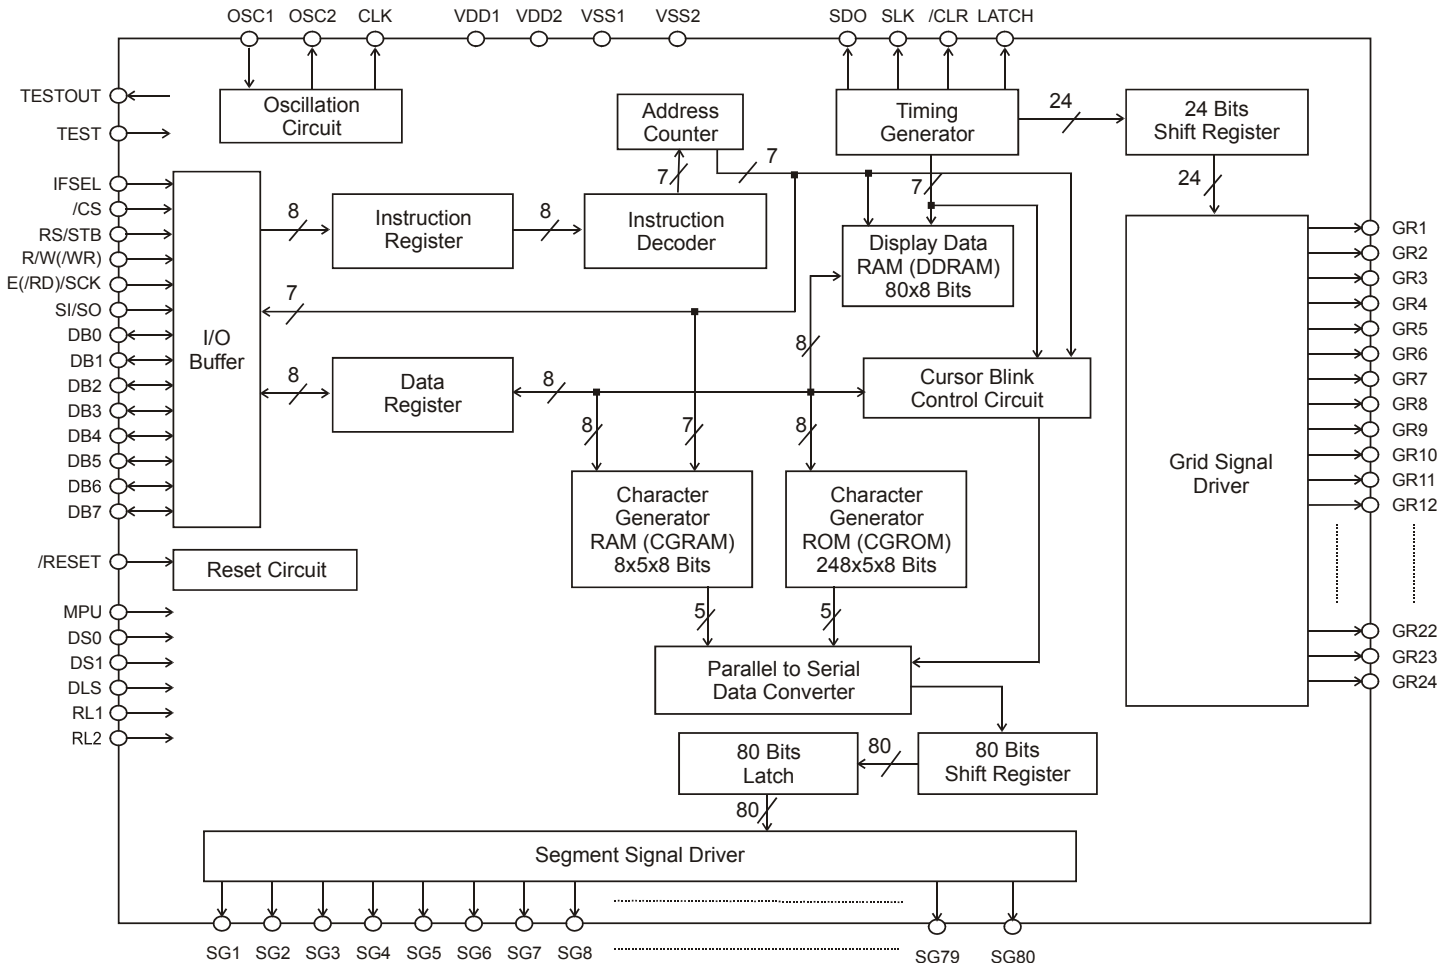 OSC1 OSC2 CLK VDD1 VDD2 VSS1 VSS2 SDO SLK /CLR LATCH
TESTOUT
TEST
Oscillation
Circuit
Address
Counter
Timing
Generator
24
24 Bits
Shift Register
7
7
7
24
IFSEL
/CS
RS/STB
R/W(/WR)
E(/RD)/SCK
SI/SO
DB0
DB1
DB2
DB3
DB4
DB5
DB6
DB7
I/O
Buffer
8
Instruction
Register
8
Instruction
Decoder
Display Data
RAM (DDRAM)
80x8 Bits
7
8
8
Data
Register
8
Cursor Blink
Control Circuit
8
7
8
Character
Generator
RAM (CGRAM)
8x5x8 Bits
Character
Generator
ROM (CGROM)
248x5x8 Bits
Grid Signal
Driver
GR1
GR2
GR3
GR4
GR5
GR6
GR7
GR8
GR9
GR10
GR11
GR12
GR22
GR23
GR24
/RESET
Reset Circuit
MPU
DS0
DS1
DLS
RL1
RL2
5
5
Parallel to Serial
Data Converter
80 Bits
Latch
80
80 Bits
Shift Register
80
Segment Signal Driver
SG1 SG2 SG3 SG4 SG5 SG6 SG7 SG8 SG79 SG80